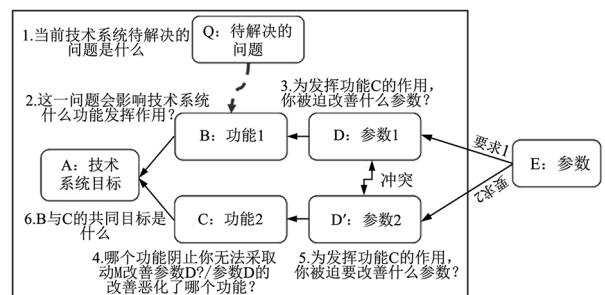 1.当前技术系统待解决的
问题是什么
Q：待解决的
问题
3.为发挥功能C的作用，
你被迫改善什么参数？
2.这一问题会影响技术系统
什么功能发挥作用？
B：功能1
D：参数1
要求1
E：参数
A：技术
系统目标
冲突
要求2
C：功能2
D′：参数2
6.B与C的共同目标是
什么
4.哪个功能阻止你无法采取
动M改善参数D?/参数D的
改善恶化了哪个功能？
5.为发挥功能C的作用，
你被迫要改善什么参数？